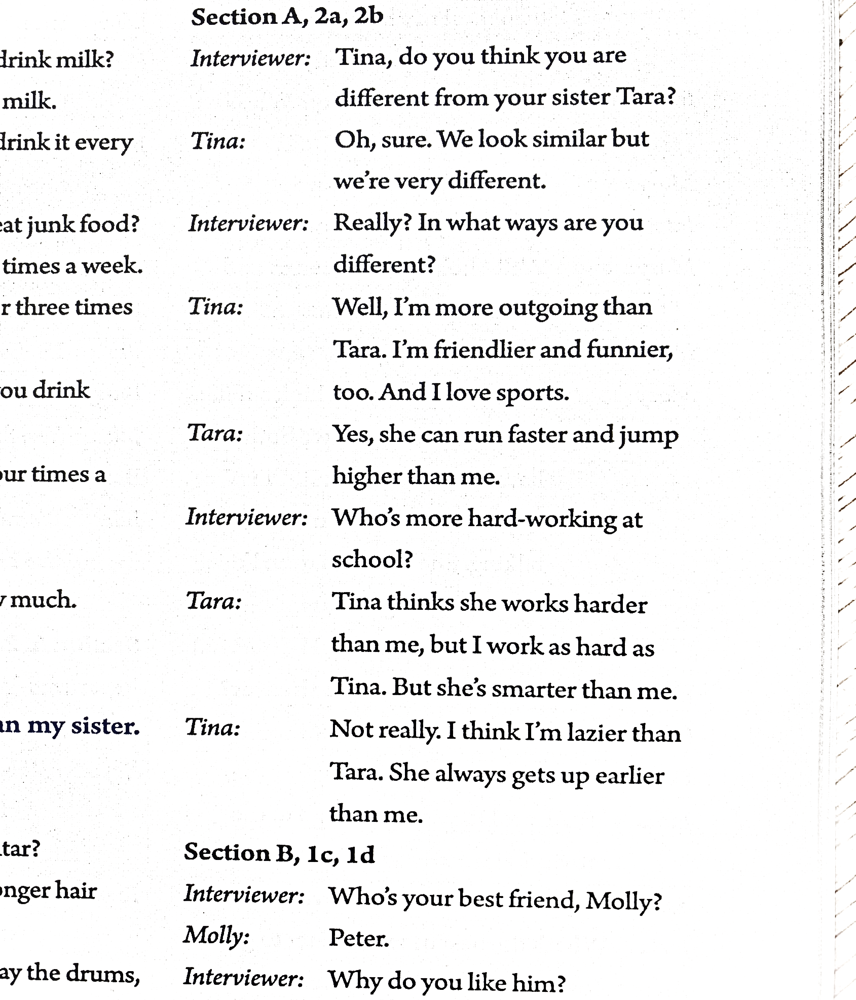 drink milk?
milk.
drink it every
eat junk food?
times a week.
three times
drink
times a
much.
my sister.
hair
the drums,
Section A, 2a, 2b
Interviewer: Tina, do you think you are
different from your sister Tara?
Tina: Oh, sure. We look similar but
we're very different.
Interviewer: Really? In what ways are you
different?
Tina: Well, I'm more outgoing than
Tara. I'm friendlier and funnier,
too. And I love sports.
Tara: Yes, she can run faster and jump
higher than me.
Interviewer: Who's more hard-working at
school?
Tara: Tina thinks she works harder
than me, but I work as hard as
Tina. But she's smarter than me.
Tina: Not really. I think I'm lazier than
Tara. She always gets up earlier
than me.
Section B, 1c, 1d
Interviewer: Who's your best friend, Molly?
Molly: Peter.
Interviewer: Why do you like him?